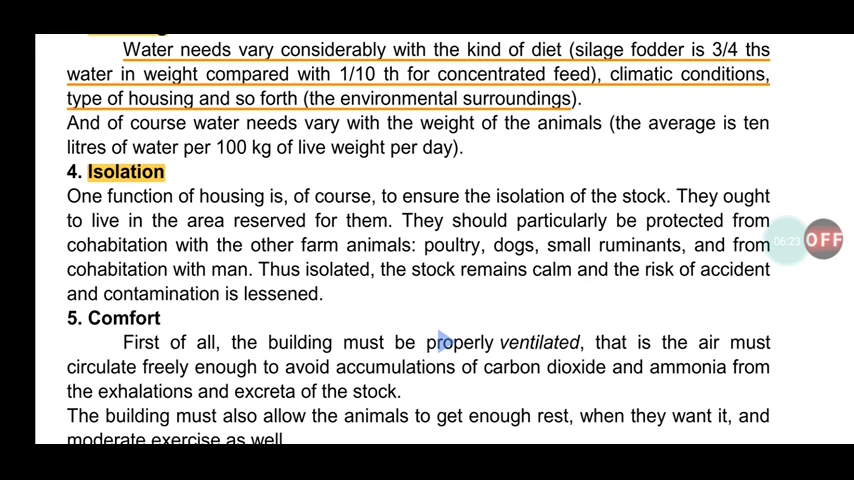 Water needs vary considerably with the kind of diet (silage fodder is 3/4 ths
water in weight compared with 1/10 th for concentrated feed), climatic conditions,
type of housing and so forth (the environmental surroundings).
And of course water needs vary with the weight of the animals (the average is ten
litres of water per 100 kg of live weight per day).
4. Isolation
One function of housing is, of course, to ensure the isolation of the stock. They ought
to live in the area reserved for them. They should particularly be protected from
cohabitation with the other farm animals: poultry, dogs, small ruminants, and from
06:23 OFF
cohabitation with man. Thus isolated, the stock remains calm and the risk of accident
and contamination is lessened.
5. Comfort
First of all, the building must be properly ventilated, that is the air must
circulate freely enough to avoid accumulations of carbon dioxide and ammonia from
the exhalations and excreta of the stock.
The building must also allow the animals to get enough rest, when they want it, and
moderate exercise as well